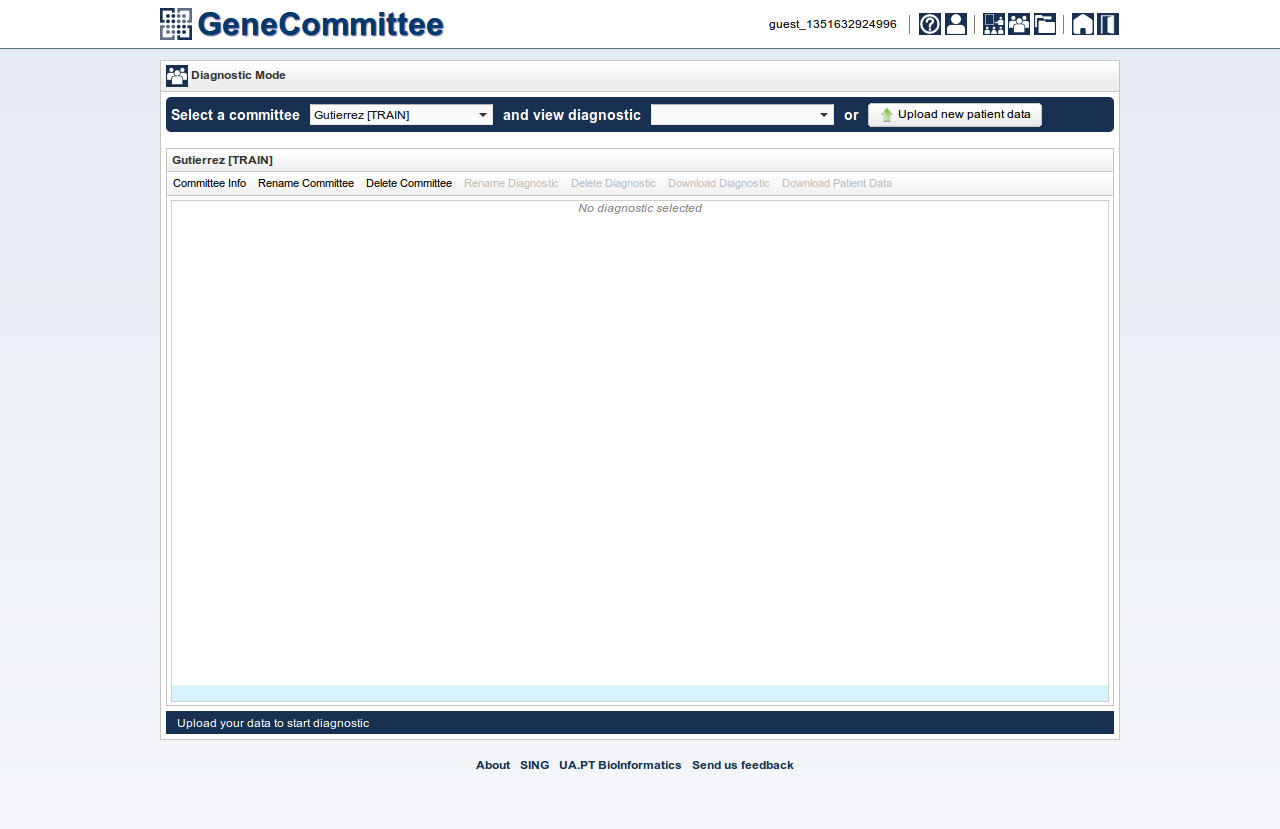 GeneCommittee
guest_1351632924996
Diagnostic Mode
Select a committee Gutierrez [TRAIN] and view diagnostic or Upload new patient data
Gutierrez [TRAIN]
Committee Info Rename Committee Delete Committee Rename Diagnostic Delete Diagnostic Download Diagnostic Download Patient Data
No diagnostic selected
Upload your data to start diagnostic
About SING UA.PT BioInformatics Send us feedback